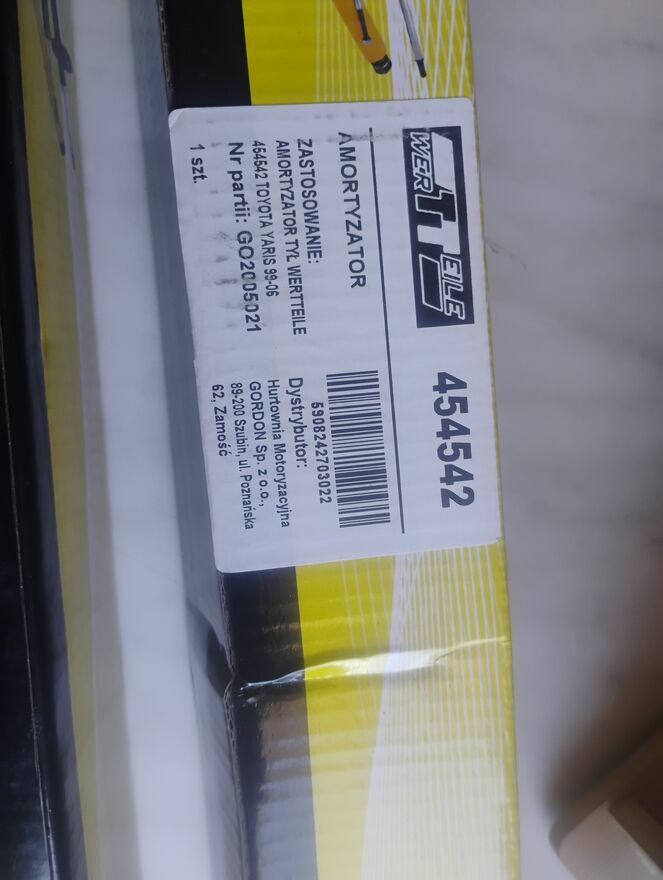 WERTTEILE
454542
AMORTYZATOR
ZASTOSOWANIE:
AMORTYZATOR TYŁ WERTTEILE
454542 TOYOTA YARIS 99-06
Nr partii: GO2005021
1 szt.
5908242703022
Dystrybutor:
Hurtownia Motoryzacyjna
GORDON Sp. z o.o.,
89-200 Szubin, ul. Poznańska
62, Zamość